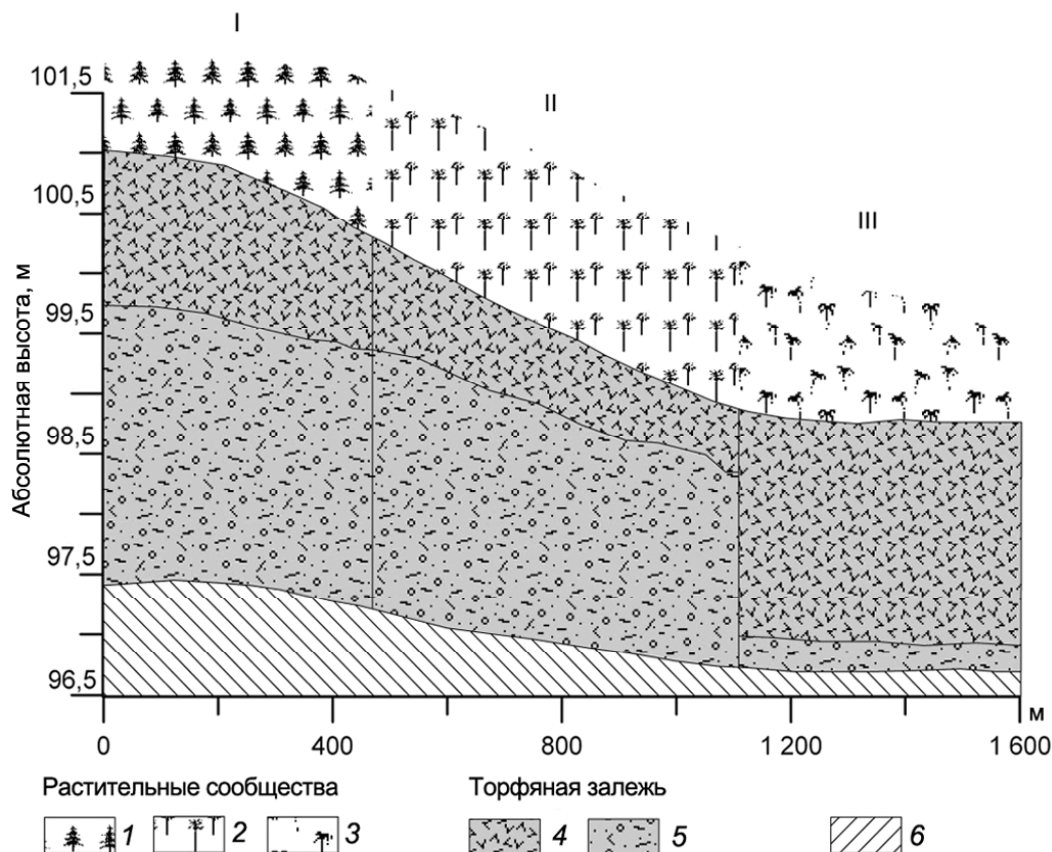 I
II
III
101,5
100,5
99,5
98,5
97,5
96,5
Абсолютная высота, м
м
0 400 800 1 200 1 600
Растительные сообщества Торфяная залежь
1 2 3 4 5 6